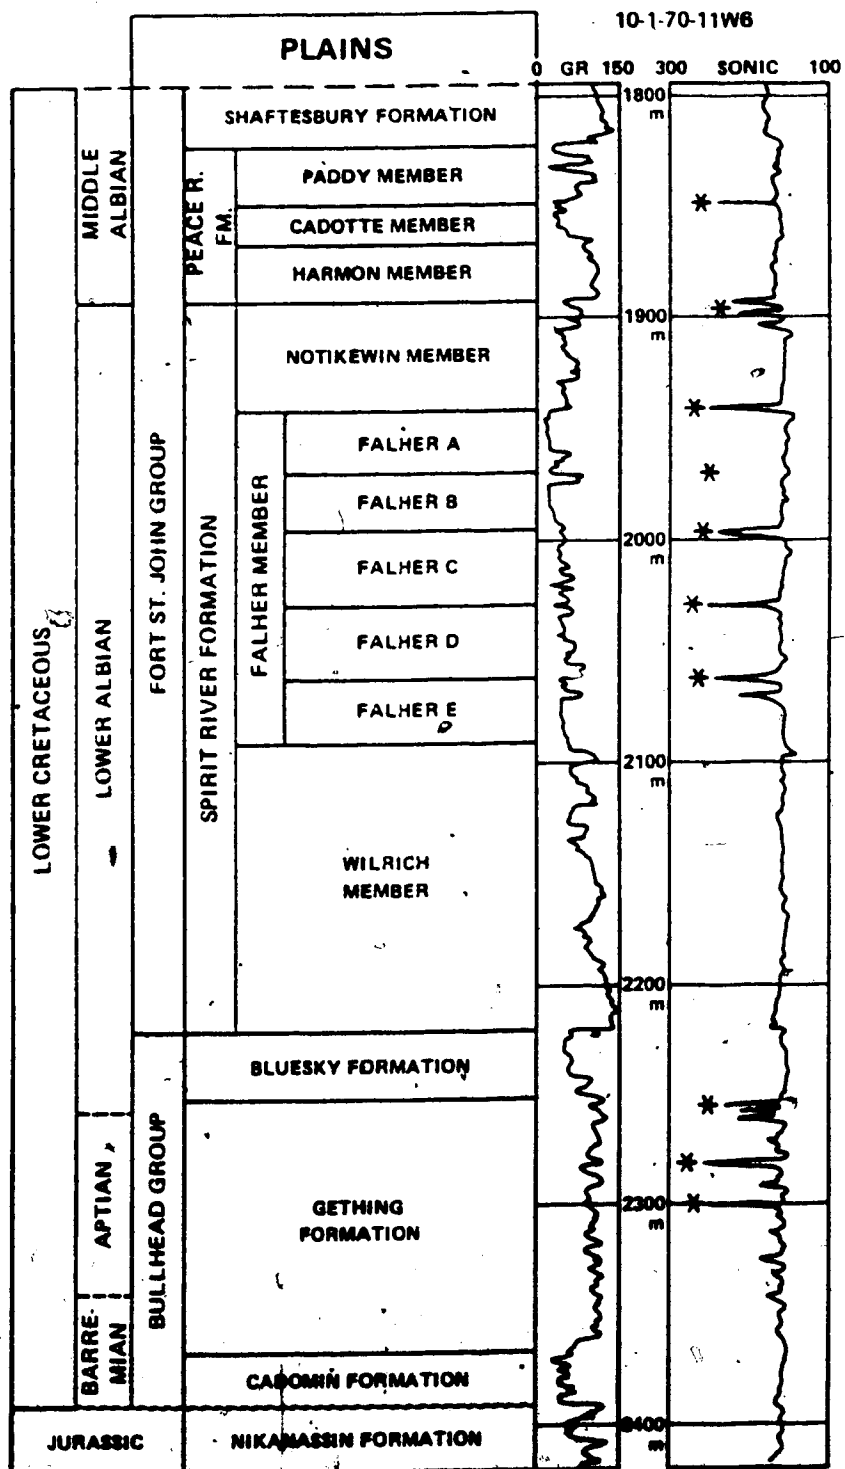 10-1-70-11W6
PLAINS
0 GR 150 300 SONIC 100
LOWER CRETACEOUS
MIDDLE
ALBIAN
LOWER ALBIAN
APTIAN
BARRE-
MIAN
JURASSIC
FORT ST. JOHN GROUP
BULLHEAD GROUP
PEACE R.
FM.
SPIRIT RIVER FORMATION
FALHER MEMBER
SHAFTESBURY FORMATION
PADDY MEMBER
CADOTTE MEMBER
HARMON MEMBER
NOTIKEWIN MEMBER
FALHER A
FALHER B
FALHER C
FALHER D
FALHER E
WILRICH
MEMBER
BLUESKY FORMATION
GETHING
FORMATION
CADOMIN FORMATION
NIKANASSIN FORMATION
1800
m
1900
m
2000
m
2100
m
2200
m
2300
m
2400
m